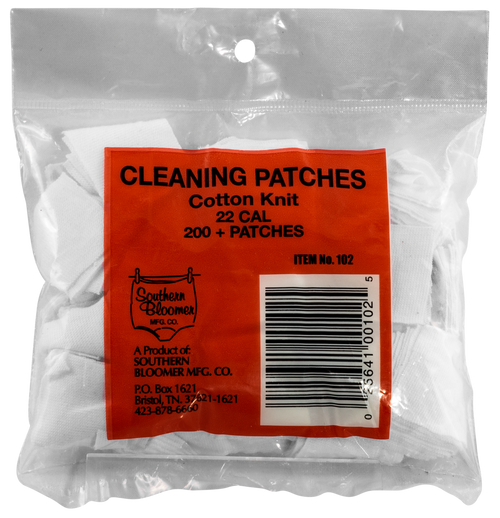 CLEANING PATCHES
Cotton Knit
22 CAL
200 + PATCHES
ITEM No. 102
Southern
Bloomer
MFG. CO.
A Product of:
SOUTHERN
BLOOMER MFG. CO.
P.O. Box 1621
Bristol, TN. 37621-1621
423-878-6660
0 25641 00102 5